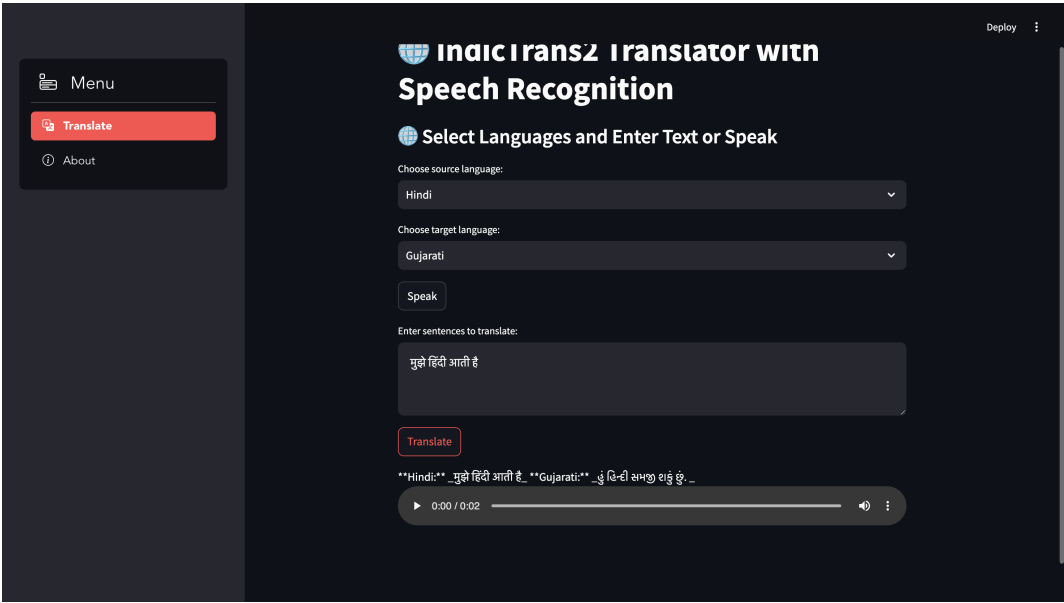 Deploy
Menu
Translate
About
IndicTrans2 Translator with
Speech Recognition
Select Languages and Enter Text or Speak
Choose source language:
Hindi
Choose target language:
Gujarati
Speak
Enter sentences to translate:
मुझे हिंदी आती है
Translate
**Hindi:** _मुझे हिंदी आती है_ **Gujarati:** _હું હિન્દી સમજી શકું છું. _
0:00 / 0:02